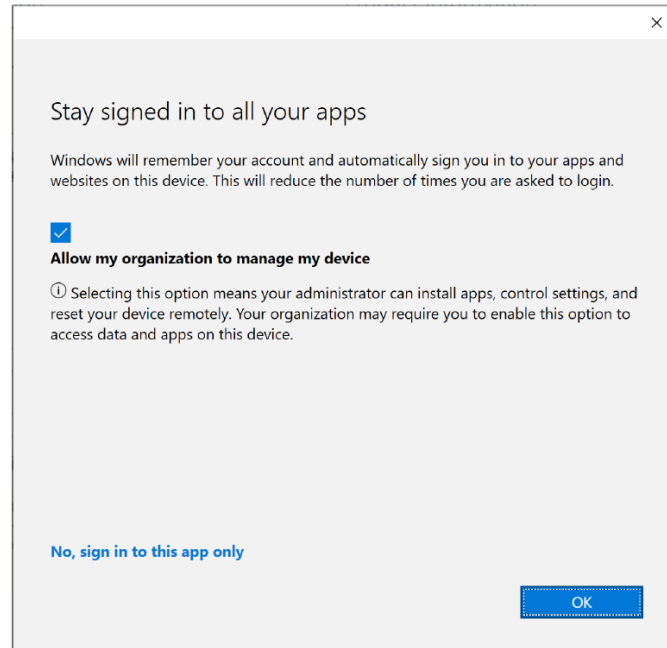 Stay signed in to all your apps
Windows will remember your account and automatically sign you in to your apps and
websites on this device. This will reduce the number of times you are asked to login.
Allow my organization to manage my device
Selecting this option means your administrator can install apps, control settings, and
reset your device remotely. Your organization may require you to enable this option to
access data and apps on this device.
No, sign in to this app only
OK